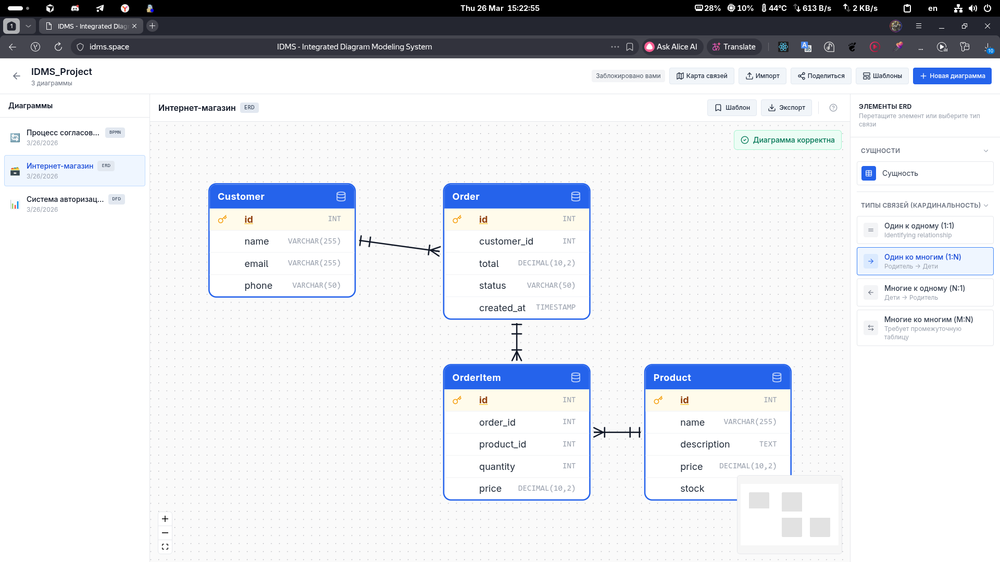 Thu 26 Mar 15:22:55
28% 10% 44°C 613 B/s 2 KB/s en
1 IDMS - Integrated Diag
idms.space
IDMS - Integrated Diagram Modeling System
Ask Alice AI
Translate
10
IDMS_Project
3 диаграммы
Заблокировано вами
Карта связей
Импорт
Поделиться
Шаблоны
Новая диаграмма
Диаграммы
Процесс согласов... BPMN
3/26/2026
Интернет-магазин ERD
3/26/2026
Система авторизац... DFD
3/26/2026
Интернет-магазин ERD
Шаблон
Экспорт
Диаграмма корректна
Customer
id INT
name VARCHAR(255)
email VARCHAR(255)
phone VARCHAR(50)
Order
id INT
customer_id INT
total DECIMAL(10,2)
status VARCHAR(50)
created_at TIMESTAMP
OrderItem
id INT
order_id INT
product_id INT
quantity INT
price DECIMAL(10,2)
Product
id INT
name VARCHAR(255)
description TEXT
price DECIMAL(10,2)
stock
ЭЛЕМЕНТЫ ERD
Перетащите элемент или выберите тип
связи
СУЩНОСТИ
Сущность
ТИПЫ СВЯЗЕЙ (КАРДИНАЛЬНОСТЬ)
Один к одному (1:1)
Identifying relationship
Один ко многим (1:N)
Родитель → Дети
Многие к одному (N:1)
Дети → Родитель
Многие ко многим (M:N)
Требует промежуточную
таблицу